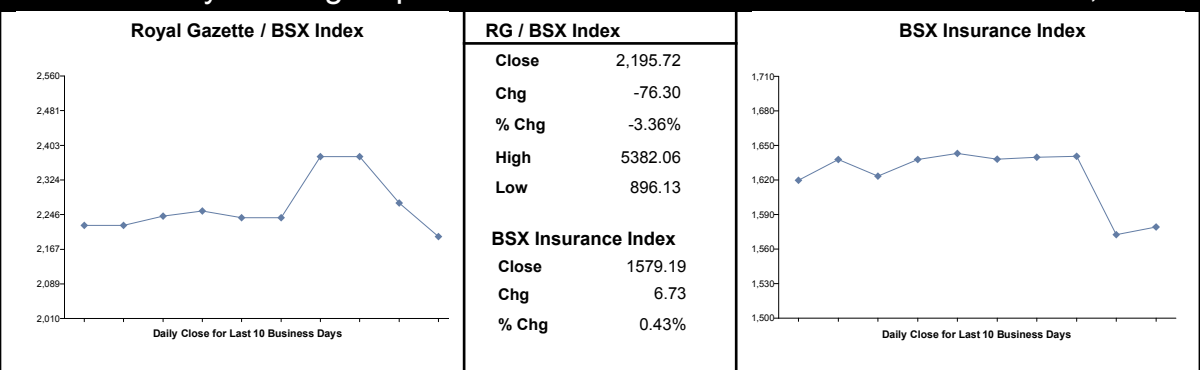 Royal Gazette / BSX Index
2,560
2,481
2,403
2,324
2,246
2,167
2,089
2,010
Daily Close for Last 10 Business Days
RG / BSX Index
Close 2,195.72
Chg -76.30
% Chg -3.36%
High 5382.06
Low 896.13
BSX Insurance Index
Close 1579.19
Chg 6.73
% Chg 0.43%
BSX Insurance Index
1,710
1,680
1,650
1,620
1,590
1,560
1,530
1,500
Daily Close for Last 10 Business Days